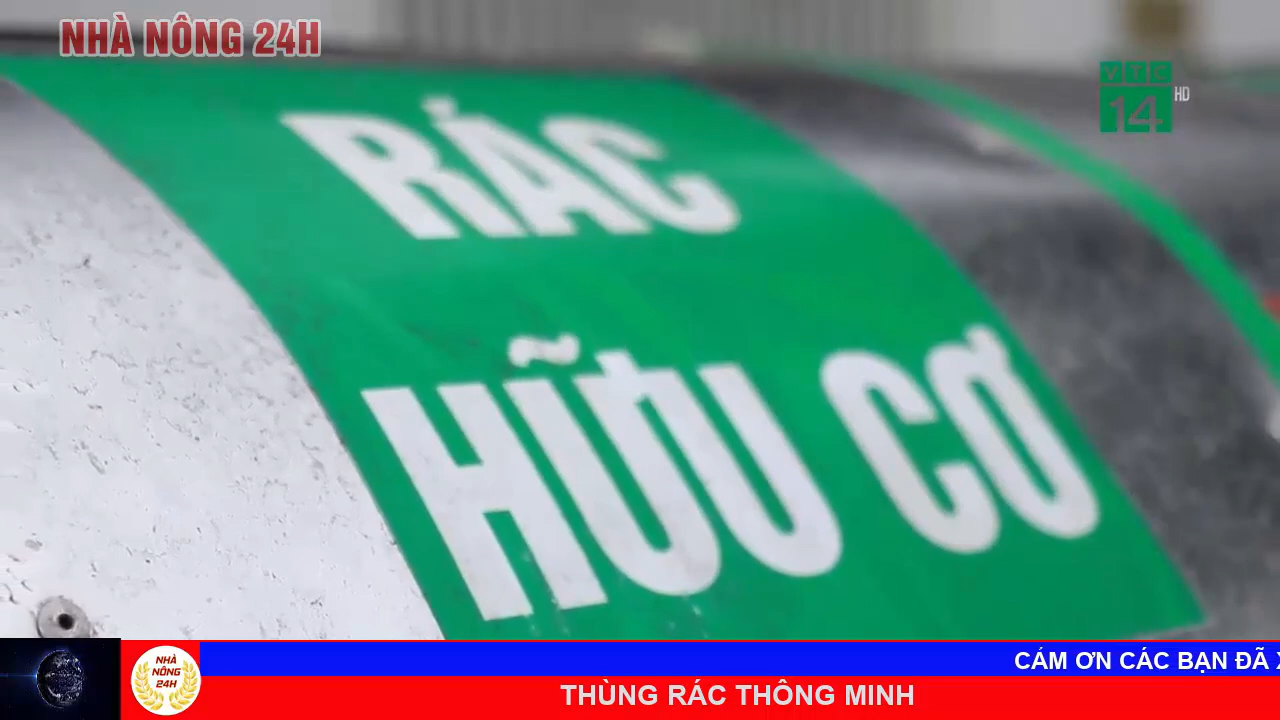 NHÀ NÔNG 24H
VTC
14
HD
RÁC
HỮU CƠ
NHÀ
NÔNG
24H
CÁM ƠN CÁC BẠN ĐÃ
THÙNG RÁC THÔNG MINH